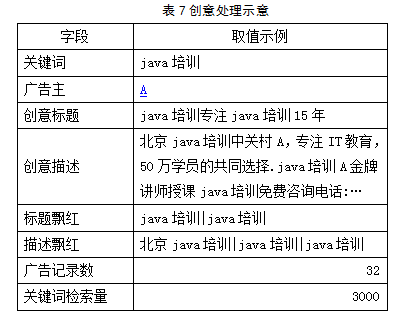 表 7 创意处理示意
字段 取值示例
关键词 java 培训
广告主 A
创意标题 java 培训专注 java 培训 15 年
北京 java 培训中关村 A，专注 IT 教育，
创意描述 50 万学员的共同选择.java 培训 A 金牌
讲师授课 java 培训免费咨询电话:…
标题飘红 java 培训||java 培训
描述飘红 北京 java 培训||java 培训||java 培训
广告记录数 32
关键词检索量 3000